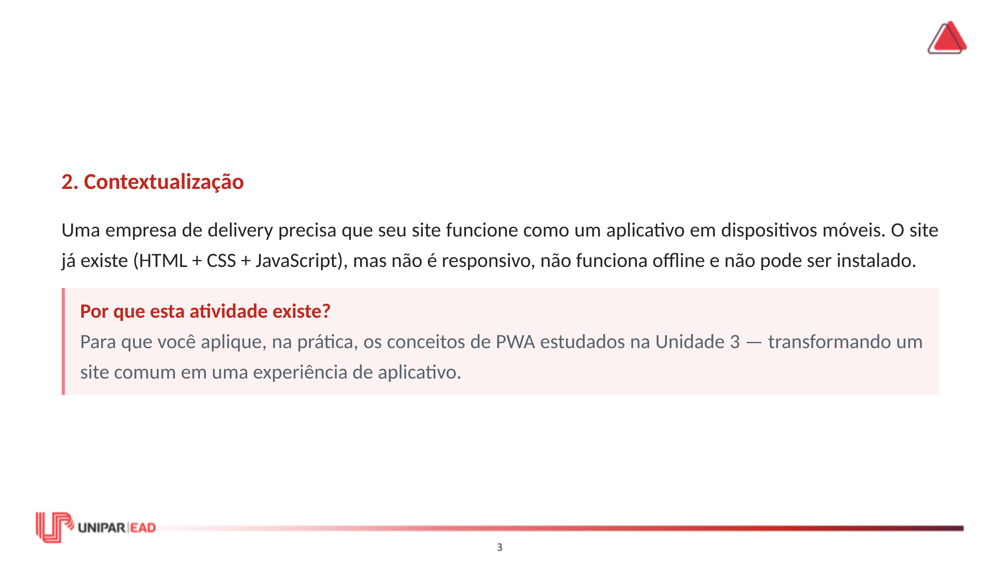 2. Contextualização
Uma empresa de delivery precisa que seu site funcione como um aplicativo em dispositivos móveis. O site
já existe (HTML + CSS + JavaScript), mas não é responsivo, não funciona offline e não pode ser instalado.
Por que esta atividade existe?
Para que você aplique, na prática, os conceitos de PWA estudados na Unidade 3 — transformando um
site comum em uma experiência de aplicativo.
UNIPAR|EAD
3